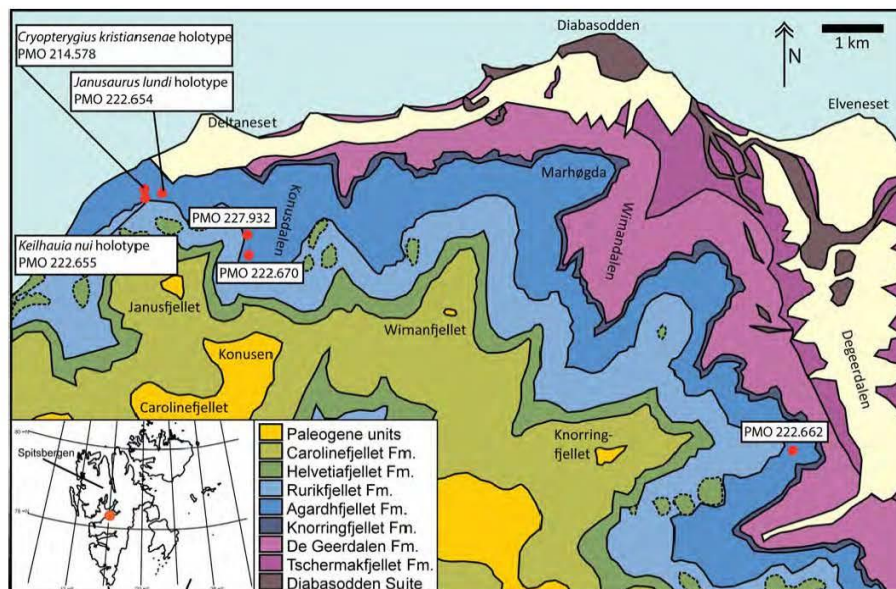 Cryopterygius kristiansenae holotype
PMO 214.578
Janusaurus lundi holotype
PMO 222.654
Diabasodden
1 km
N
Elveneset
Deltaneset
Marhøgda
Konusdalen
Wimandalen
PMO 227.932
Keilhauia nui holotype
PMO 222.655
PMO 222.670
Janusfjellet
Wimanfjellet
Degeerdalen
Konusen
Carolinefjellet
Knorring-
fjellet
PMO 222.662
Spitsbergen
Paleogene units
Carolinefjellet Fm.
Helvetiafjellet Fm.
Rurikfjellet Fm.
Agardhfjellet Fm.
Knorringfjellet Fm.
De Geerdalen Fm.
Tschermakfjellet Fm.
Diabasodden Suite